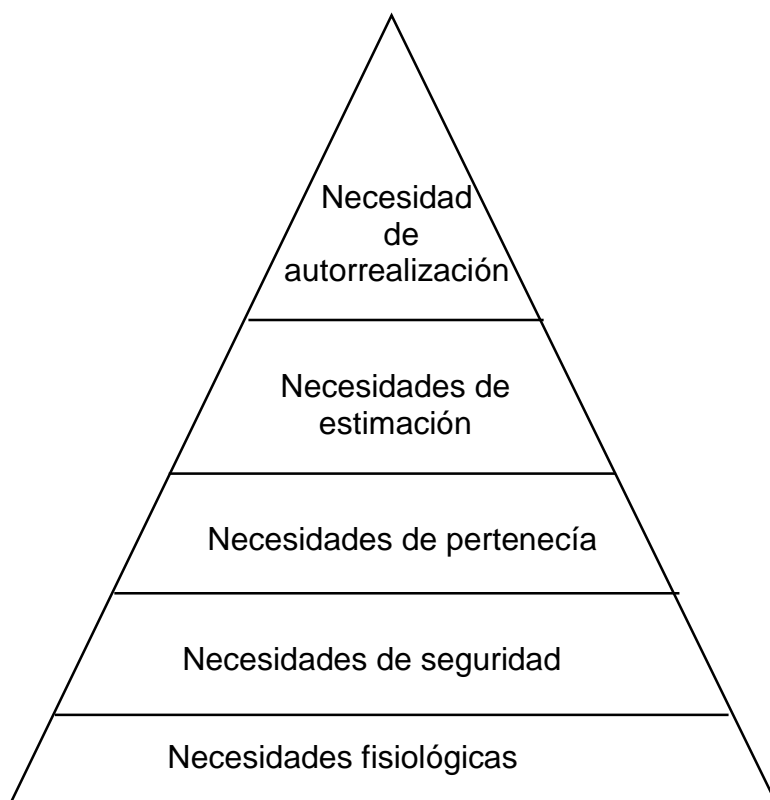 Necesidad
de
autorrealización
Necesidades de
estimación
Necesidades de pertenecía
Necesidades de seguridad
Necesidades fisiológicas